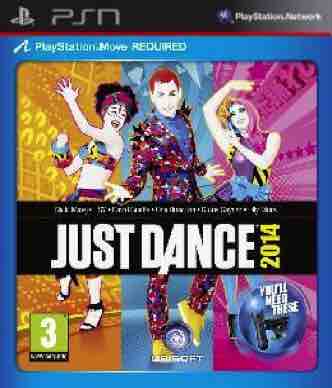 PSN
PlayStation®Network
PlayStation®Move REQUIRED
JUST DANCE
2014
YOU'LL
NEED
THESE
3
UBISOFT